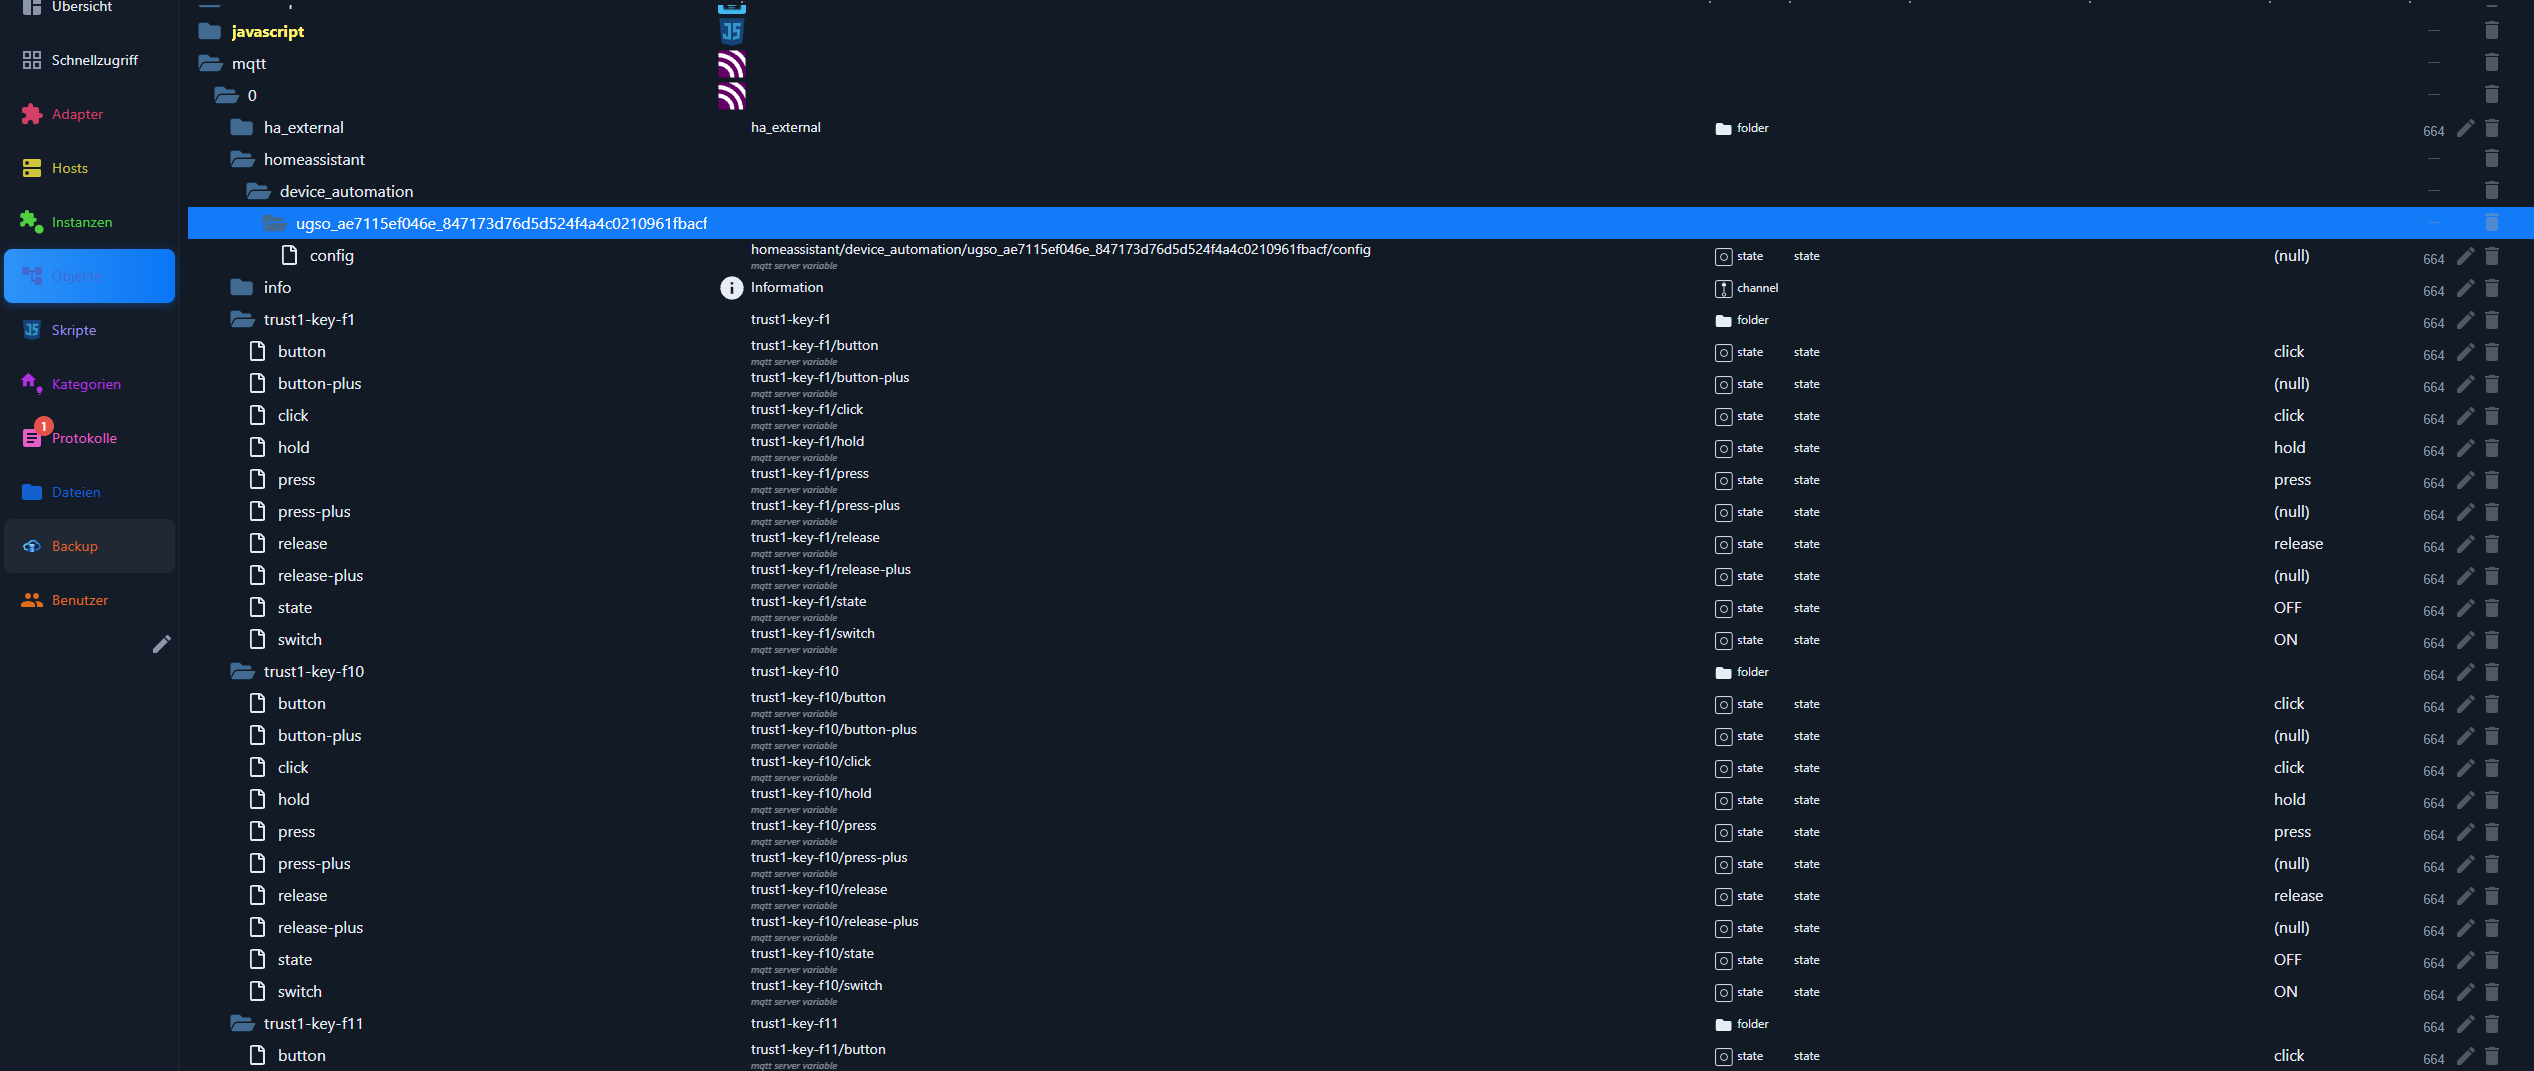 Übersicht
Schnellzugriff
Adapter
Hosts
Instanzen
Objekte
Skripte
Kategorien
1
Protokolle
Dateien
Backup
Benutzer
javascript
mqtt
0
ha_external ha_external folder 664
homeassistant
device_automation
ugso_ae7115ef046e_847173d76d5d524f4a4c0210961fbacf
config homeassistant/device_automation/ugso_ae7115ef046e_847173d76d5d524f4a4c0210961fbacf/config state state (null) 664
mqtt server variable
info Information channel 664
trust1-key-f1 trust1-key-f1 folder 664
button trust1-key-f1/button state state click 664
mqtt server variable
button-plus trust1-key-f1/button-plus state state (null) 664
mqtt server variable
click trust1-key-f1/click state state click 664
mqtt server variable
hold trust1-key-f1/hold state state hold 664
mqtt server variable
press trust1-key-f1/press state state press 664
mqtt server variable
press-plus trust1-key-f1/press-plus state state (null) 664
mqtt server variable
release trust1-key-f1/release state state release 664
mqtt server variable
release-plus trust1-key-f1/release-plus state state (null) 664
mqtt server variable
state trust1-key-f1/state state state OFF 664
mqtt server variable
switch trust1-key-f1/switch state state ON 664
mqtt server variable
trust1-key-f10 trust1-key-f10 folder 664
button trust1-key-f10/button state state click 664
mqtt server variable
button-plus trust1-key-f10/button-plus state state (null) 664
mqtt server variable
click trust1-key-f10/click state state click 664
mqtt server variable
hold trust1-key-f10/hold state state hold 664
mqtt server variable
press trust1-key-f10/press state state press 664
mqtt server variable
press-plus trust1-key-f10/press-plus state state (null) 664
mqtt server variable
release trust1-key-f10/release state state release 664
mqtt server variable
release-plus trust1-key-f10/release-plus state state (null) 664
mqtt server variable
state trust1-key-f10/state state state OFF 664
mqtt server variable
switch trust1-key-f10/switch state state ON 664
mqtt server variable
trust1-key-f11 trust1-key-f11 folder 664
button trust1-key-f11/button state state click 664
mqtt server variable